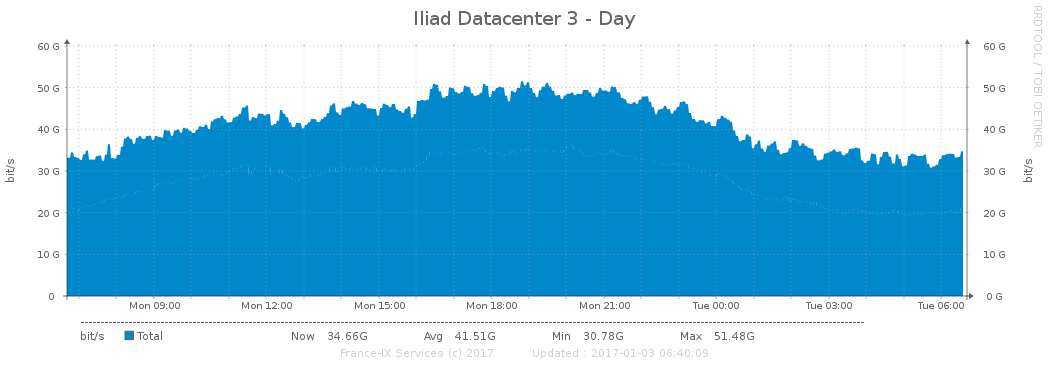 Iliad Datacenter 3 - Day
RRDTOOL / TOBI OETIKER
60 G 60 G
50 G 50 G
40 G 40 G
30 G 30 G
20 G 20 G
10 G 10 G
0 0 G
bit/s bit/s
Mon 09:00 Mon 12:00 Mon 15:00 Mon 18:00 Mon 21:00 Tue 00:00 Tue 03:00 Tue 06:00
bit/s Total Now 34.66G Avg 41.51G Min 30.78G Max 51.48G
France-IX Services (c) 2017 Updated : 2017-01-03 06:40:09